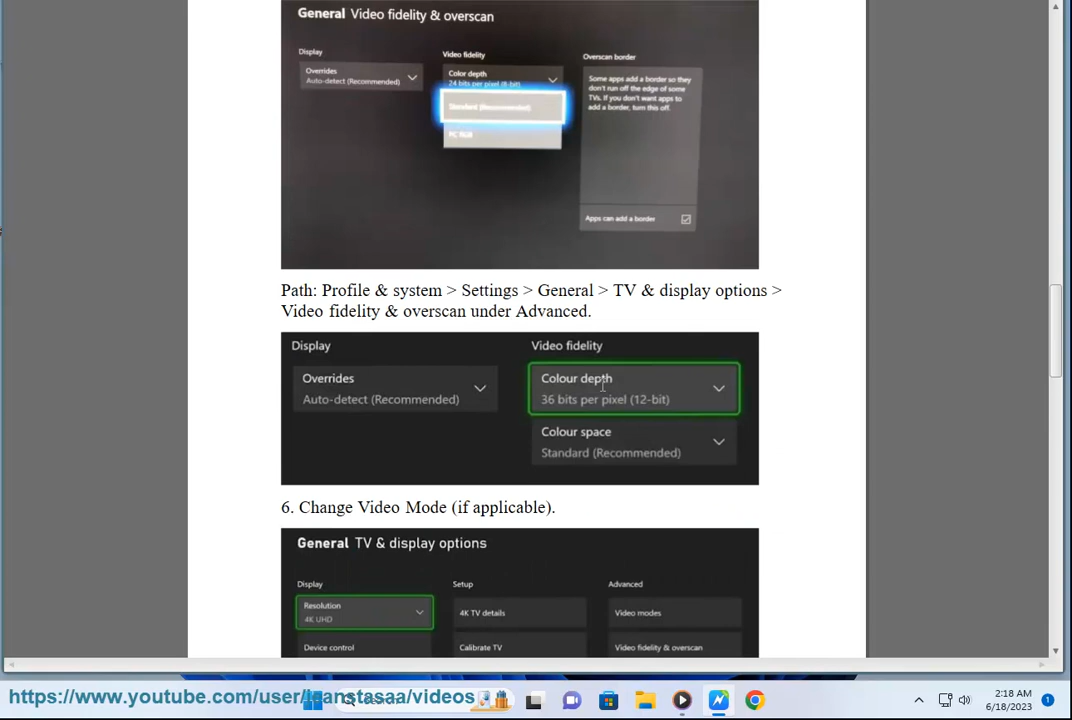 General Video fidelity & overscan
Display
Video fidelity
Overscan border
Overrides
Auto-detect (Recommended)
Color depth
24 bits per pixel (8-bit)
Standard (Recommended)
PC RGB
Some apps add a border so they
don't run off the edge of some
TVs. If you don't want apps to
add a border, turn this off.
Apps can add a border
Path: Profile & system > Settings > General > TV & display options >
Video fidelity & overscan under Advanced.
Display
Video fidelity
Overrides
Auto-detect (Recommended)
Colour depth
36 bits per pixel (12-bit)
Colour space
Standard (Recommended)
6. Change Video Mode (if applicable).
General TV & display options
Display
Setup
Advanced
Resolution
4K UHD
4K TV details
Video modes
Device control
Calibrate TV
Video fidelity & overscan
https://www.youtube.com/user/
/videos
2:18 AM
6/18/2023
1